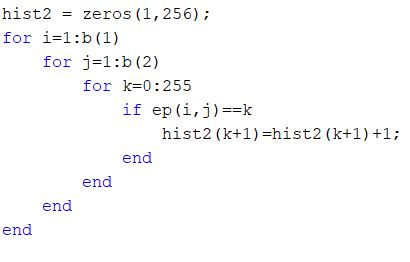 hist2 = zeros(1,256);
for i=1:b(1)
    for j=1:b(2)
        for k=0:255
            if ep(i,j)==k
                hist2(k+1)=hist2(k+1)+1;
            end
        end
    end
end